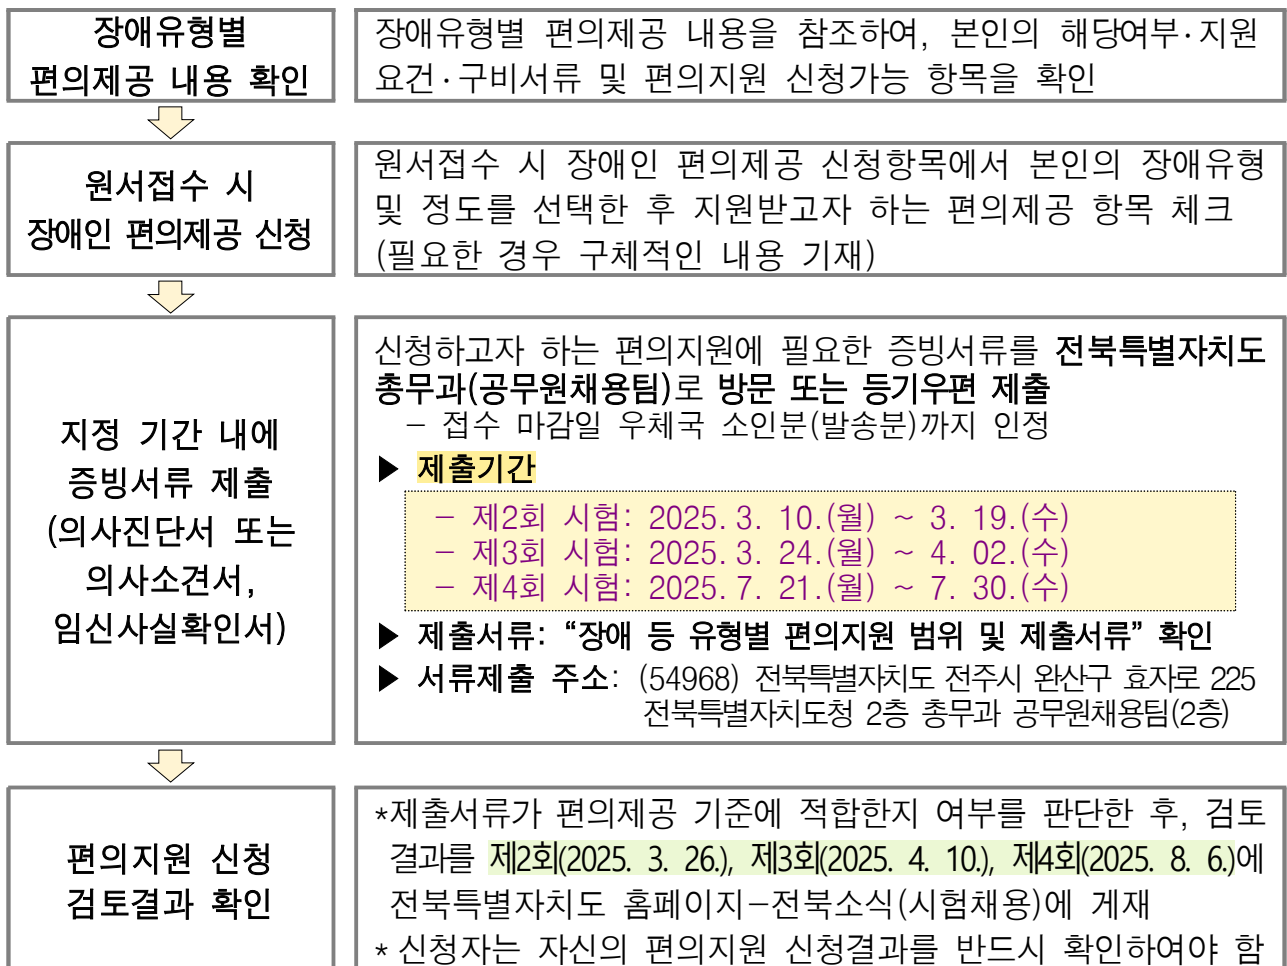 장애유형별
편의제공 내용 확인
장애유형별 편의제공 내용을 참조하여, 본인의 해당여부·지원
요건·구비서류 및 편의지원 신청가능 항목을 확인
원서접수 시
장애인 편의제공 신청
원서접수 시 장애인 편의제공 신청항목에서 본인의 장애유형
및 정도를 선택한 후 지원받고자 하는 편의제공 항목 체크
(필요한 경우 구체적인 내용 기재)
지정 기간 내에
증빙서류 제출
(의사진단서 또는
의사소견서,
임신사실확인서)
신청하고자 하는 편의지원에 필요한 증빙서류를 전북특별자치도
총무과(공무원채용팀)로 방문 또는 등기우편 제출
- 접수 마감일 우체국 소인분(발송분)까지 인정
▶ 제출기간
- 제2회 시험: 2025. 3. 10.(월) ~ 3. 19.(수)
- 제3회 시험: 2025. 3. 24.(월) ~ 4. 02.(수)
- 제4회 시험: 2025. 7. 21.(월) ~ 7. 30.(수)
▶ 제출서류: “장애 등 유형별 편의지원 범위 및 제출서류” 확인
▶ 서류제출 주소: (54968) 전북특별자치도 전주시 완산구 효자로 225
전북특별자치도청 2층 총무과 공무원채용팀(2층)
편의지원 신청
검토결과 확인
*제출서류가 편의제공 기준에 적합한지 여부를 판단한 후, 검토
결과를 제2회(2025. 3. 26.), 제3회(2025. 4. 10.), 제4회(2025. 8. 6.)에
전북특별자치도 홈페이지-전북소식(시험채용)에 게재
* 신청자는 자신의 편의지원 신청결과를 반드시 확인하여야 함